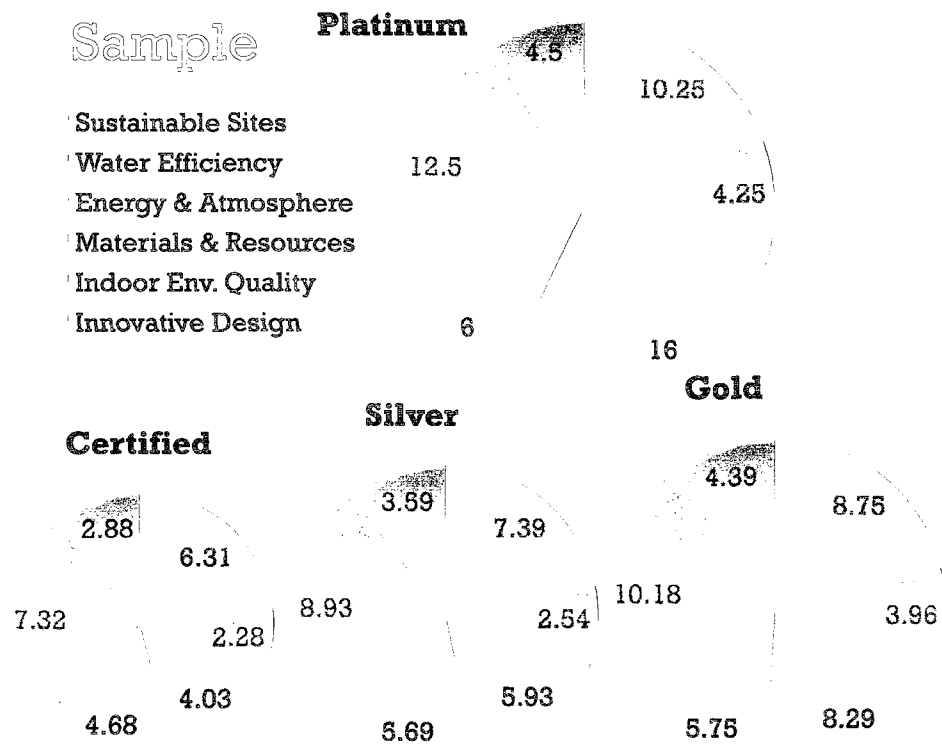 Sample
Platinum
4.5
10.25
Sustainable Sites
Water Efficiency
12.5
Energy & Atmosphere
4.25
Materials & Resources
Indoor Env. Quality
Innovative Design
6
16
Gold
Silver
Certified
4.39
3.59
8.75
2.88
7.39
6.31
10.18
8.93
3.96
7.32
2.54
2.28
5.93
4.03
8.29
4.68
5.69
5.75